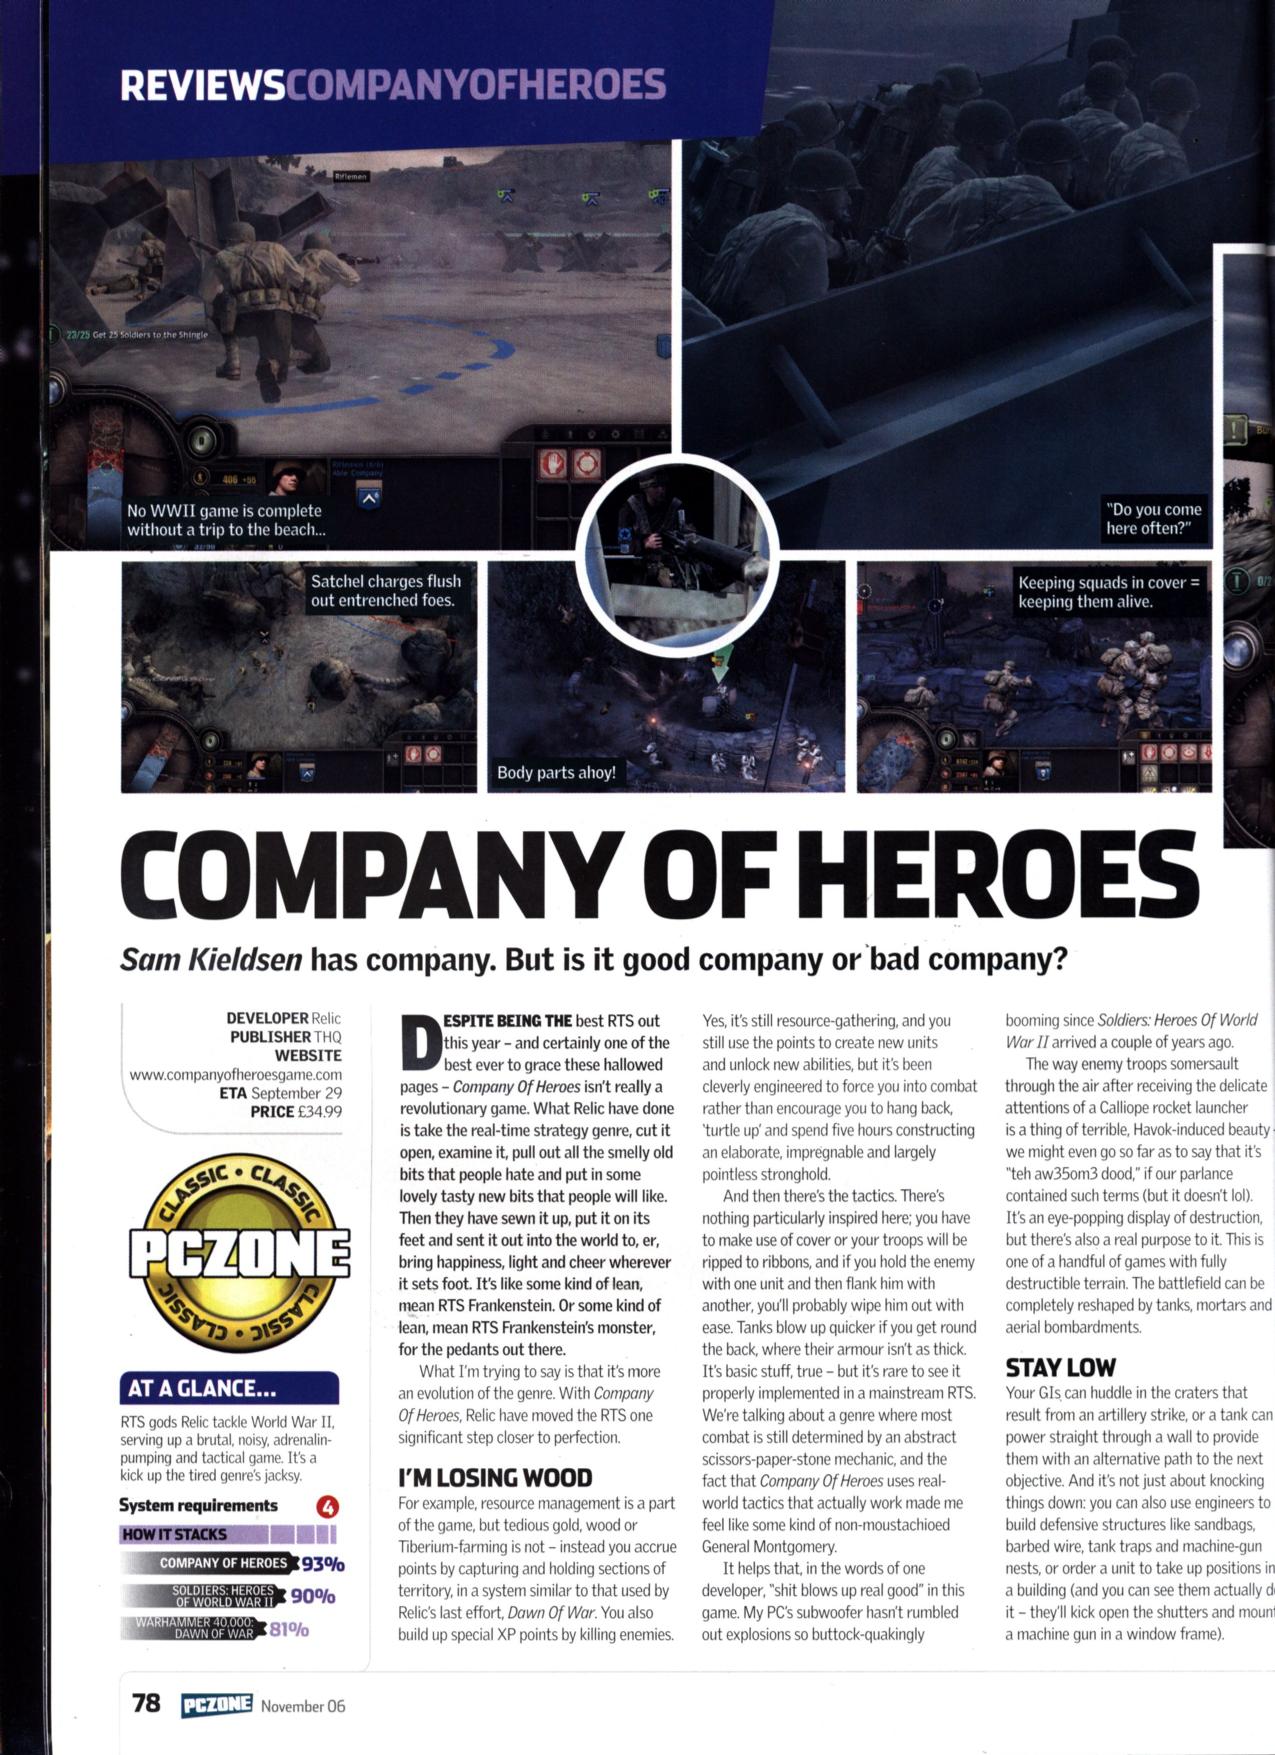 REVIEWSCOMPANYOFHEROES
Riflemen
23/25 Get 25 Soldiers to the Shingle
406 +56
Riflemen (6/6)
Able Company
No WWII game is complete
without a trip to the beach...
"Do you come
here often?"
Satchel charges flush
out entrenched foes.
Body parts ahoy!
Keeping squads in cover =
keeping them alive.
COMPANY OF HEROES
Sam Kieldsen has company. But is it good company or bad company?
DEVELOPER Relic
PUBLISHER THQ
WEBSITE
www.companyofheroesgame.com
ETA September 29
PRICE £34.99
CLASSIC • CLASSIC
PCZONE
CLASSIC • CLASSIC
AT A GLANCE...
RTS gods Relic tackle World War II,
serving up a brutal, noisy, adrenalin-
pumping and tactical game. It's a
kick up the tired genre's jacksy.
System requirements 4
HOW IT STACKS
COMPANY OF HEROES 93%
SOLDIERS: HEROES
OF WORLD WAR II 90%
WARHAMMER 40,000:
DAWN OF WAR 81%
DESPITE BEING THE best RTS out
this year – and certainly one of the
best ever to grace these hallowed
pages – Company Of Heroes isn't really a
revolutionary game. What Relic have done
is take the real-time strategy genre, cut it
open, examine it, pull out all the smelly old
bits that people hate and put in some
lovely tasty new bits that people will like.
Then they have sewn it up, put it on its
feet and sent it out into the world to, er,
bring happiness, light and cheer wherever
it sets foot. It's like some kind of lean,
mean RTS Frankenstein. Or some kind of
lean, mean RTS Frankenstein's monster,
for the pedants out there.
What I'm trying to say is that it's more
an evolution of the genre. With Company
Of Heroes, Relic have moved the RTS one
significant step closer to perfection.
I'M LOSING WOOD
For example, resource management is a part
of the game, but tedious gold, wood or
Tiberium-farming is not – instead you accrue
points by capturing and holding sections of
territory, in a system similar to that used by
Relic's last effort, Dawn Of War. You also
build up special XP points by killing enemies.
Yes, it's still resource-gathering, and you
still use the points to create new units
and unlock new abilities, but it's been
cleverly engineered to force you into combat
rather than encourage you to hang back,
'turtle up' and spend five hours constructing
an elaborate, impregnable and largely
pointless stronghold.
And then there's the tactics. There's
nothing particularly inspired here; you have
to make use of cover or your troops will be
ripped to ribbons, and if you hold the enemy
with one unit and then flank him with
another, you'll probably wipe him out with
ease. Tanks blow up quicker if you get round
the back, where their armour isn't as thick.
It's basic stuff, true – but it's rare to see it
properly implemented in a mainstream RTS.
We're talking about a genre where most
combat is still determined by an abstract
scissors-paper-stone mechanic, and the
fact that Company Of Heroes uses real-
world tactics that actually work made me
feel like some kind of non-moustachioed
General Montgomery.
It helps that, in the words of one
developer, "shit blows up real good" in this
game. My PC's subwoofer hasn't rumbled
out explosions so buttock-quakingly
booming since Soldiers: Heroes Of World
War II arrived a couple of years ago.
The way enemy troops somersault
through the air after receiving the delicate
attentions of a Calliope rocket launcher
is a thing of terrible, Havok-induced beauty -
we might even go so far as to say that it's
"teh aw35om3 dood," if our parlance
contained such terms (but it doesn't lol).
It's an eye-popping display of destruction,
but there's also a real purpose to it. This is
one of a handful of games with fully
destructible terrain. The battlefield can be
completely reshaped by tanks, mortars and
aerial bombardments.
STAY LOW
Your GIs can huddle in the craters that
result from an artillery strike, or a tank can
power straight through a wall to provide
them with an alternative path to the next
objective. And it's not just about knocking
things down: you can also use engineers to
build defensive structures like sandbags,
barbed wire, tank traps and machine-gun
nests, or order a unit to take up positions in
a building (and you can see them actually d
it – they'll kick open the shutters and mount
a machine gun in a window frame).
78 PCZONE November 06